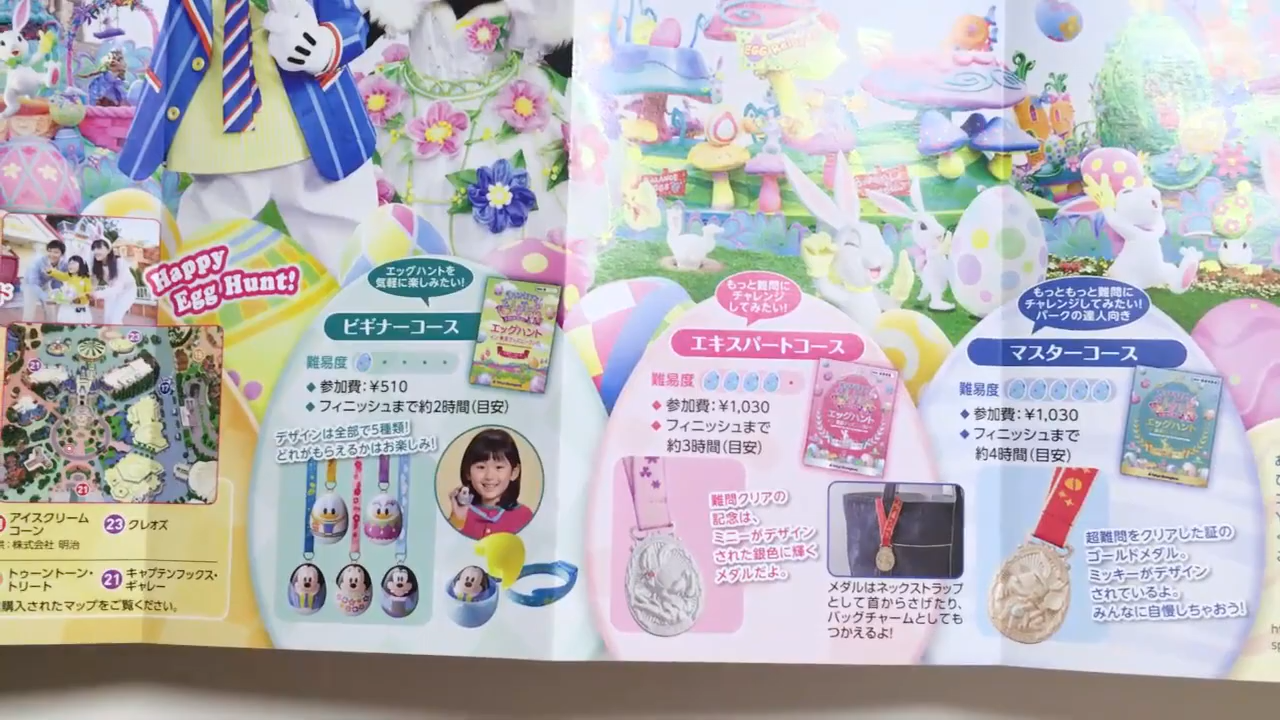 Happy
Egg Hunt!
21
23
17
21
アイスクリーム
コーン
供：株式会社 明治
23 クレオズ
トゥーントーン・
トリート
21 キャプテンフックス・
ギャレー
購入されたマップをご覧ください。
エッグハントを
気軽に楽しみたい！
ビギナーコース
エッグハント
難易度
◆ 参加費：¥510
◆ フィニッシュまで約2時間（目安）
デザインは全部で5種類！
どれがもらえるかはお楽しみ！
もっと難問に
チャレンジ
してみたい！
エキスパートコース
エッグハント
難易度
◆ 参加費：¥1,030
◆ フィニッシュまで
約3時間（目安）
難問クリアの
記念は、
ミニーがデザイン
された銀色に輝く
メダルだよ。
メダルはネックストラップ
として首からさげたり、
バッグチャームとしても
つかえるよ！
もっともっと難問に
チャレンジしてみたい！
パークの達人向き
マスターコース
エッグハント
難易度
◆ 参加費：¥1,030
◆ フィニッシュまで
約4時間（目安）
超難問をクリアした証の
ゴールドメダル。
ミッキーがデザイン
されているよ。
みんなに自慢しちゃおう！